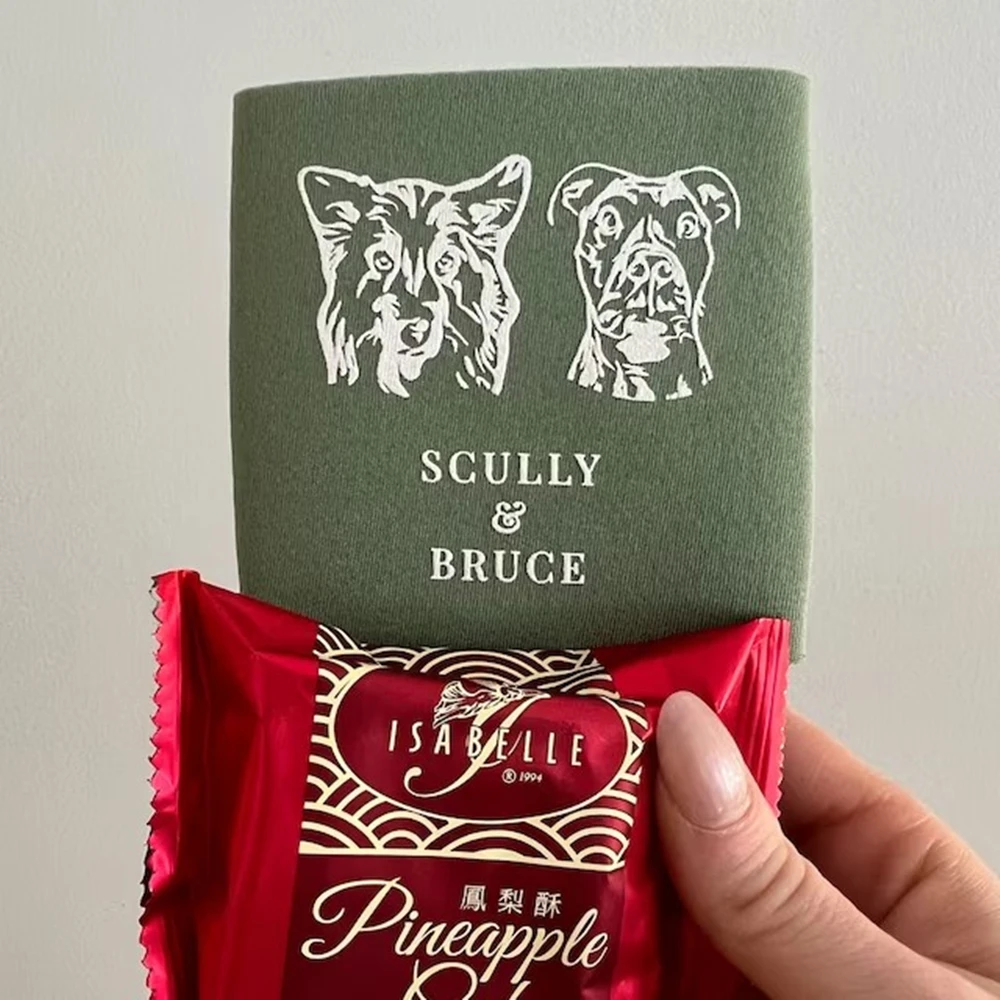 SCULLY
&
BRUCE
ISABELLE
® 1994
鳳梨酥
Pineapple